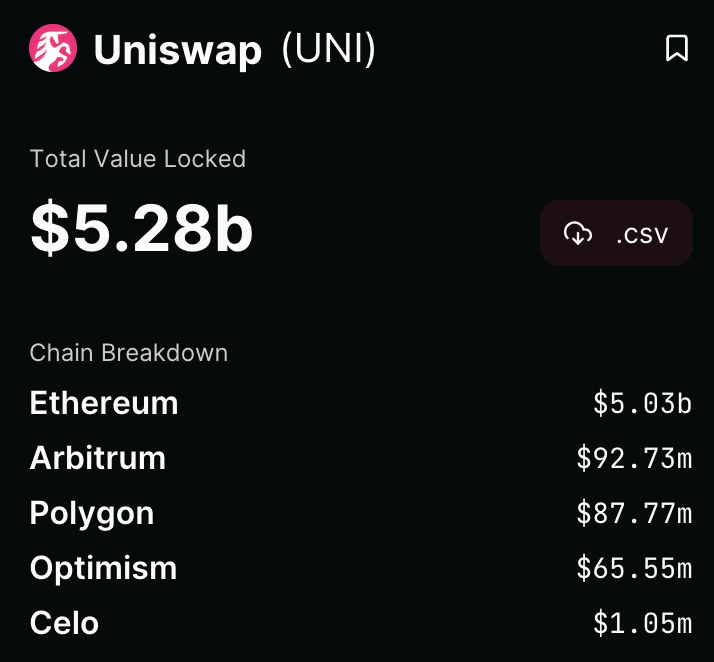 Uniswap (UNI)
Total Value Locked
$5.28b
.csv
Chain Breakdown
Ethereum $5.03b
Arbitrum $92.73m
Polygon $87.77m
Optimism $65.55m
Celo $1.05m